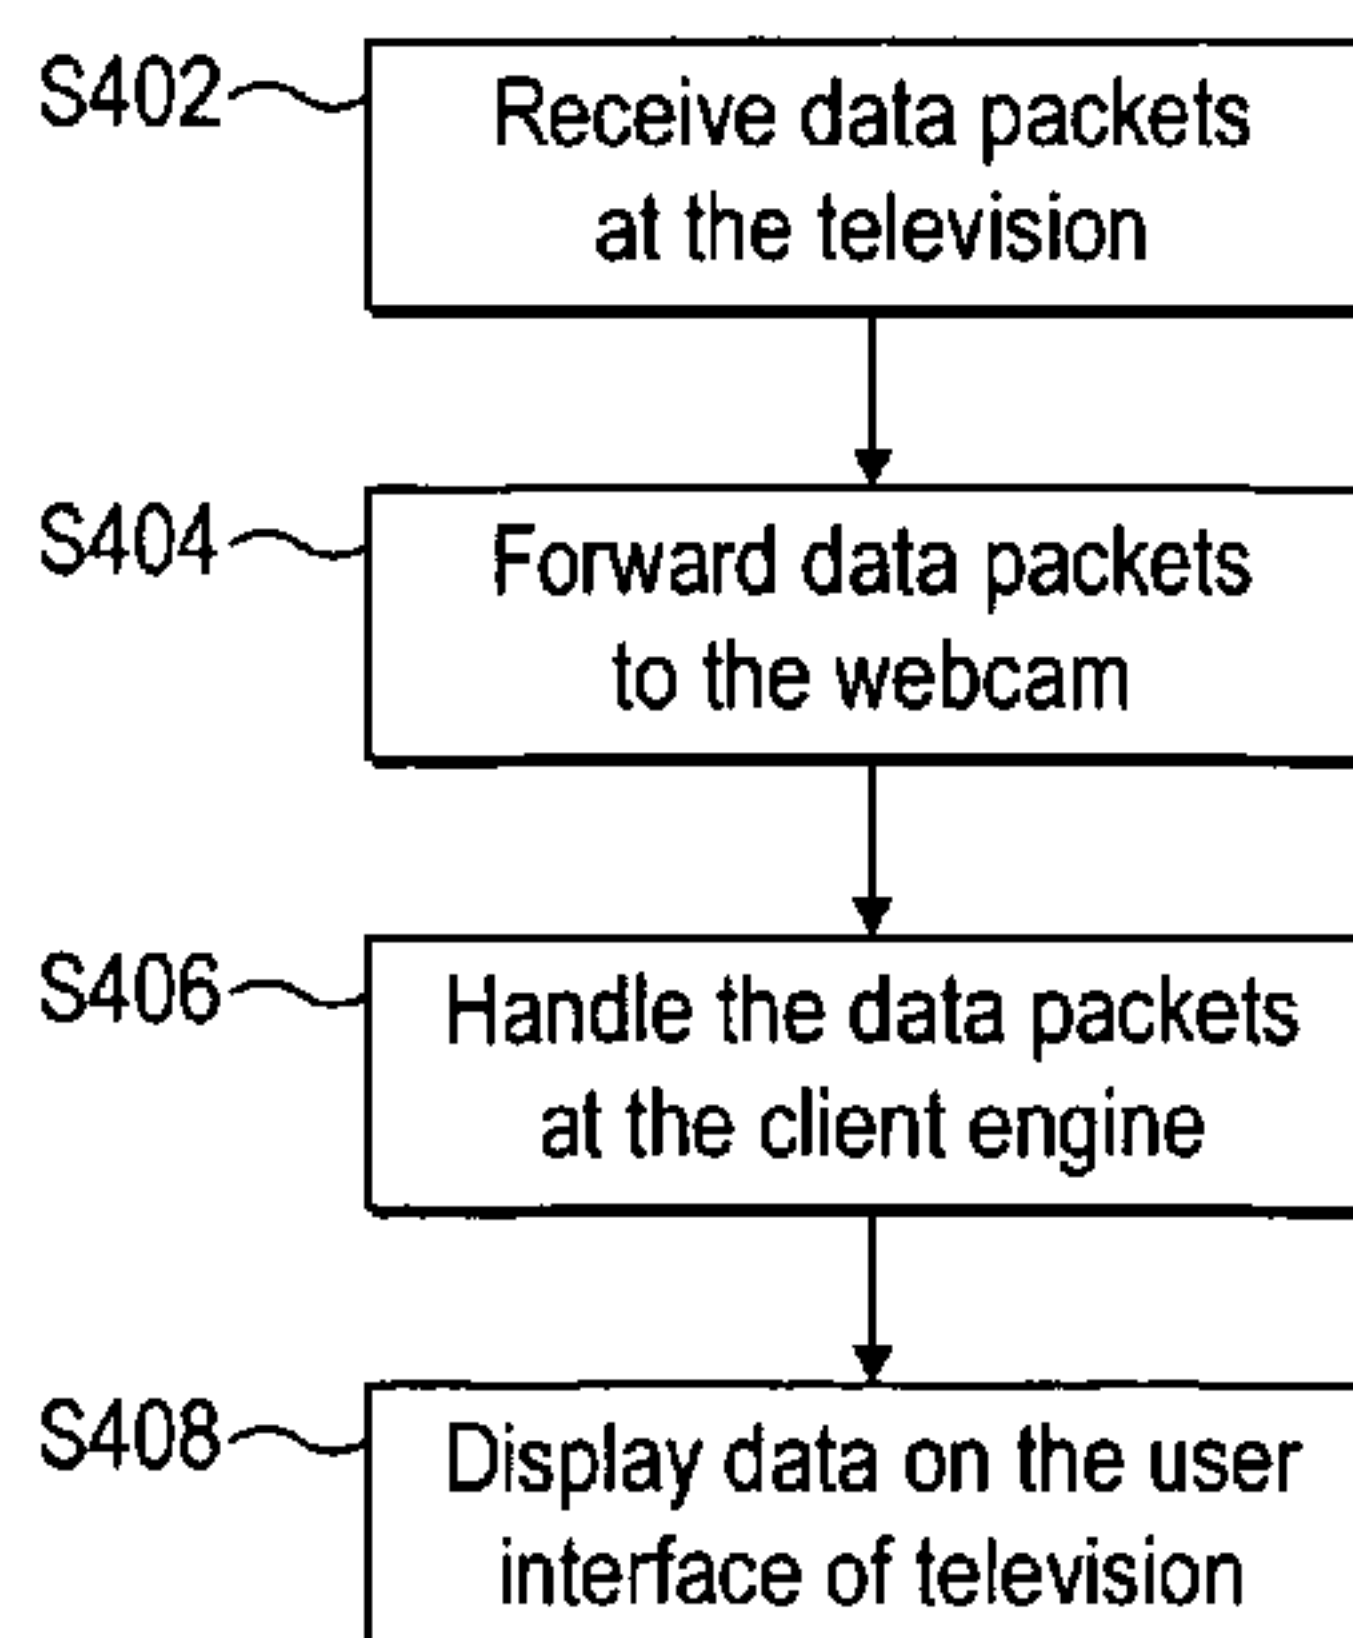 S402
Receive data packets
at the television
S404
Forward data packets
to the webcam
S406
Handle the data packets
at the client engine
S408
Display data on the user
interface of television